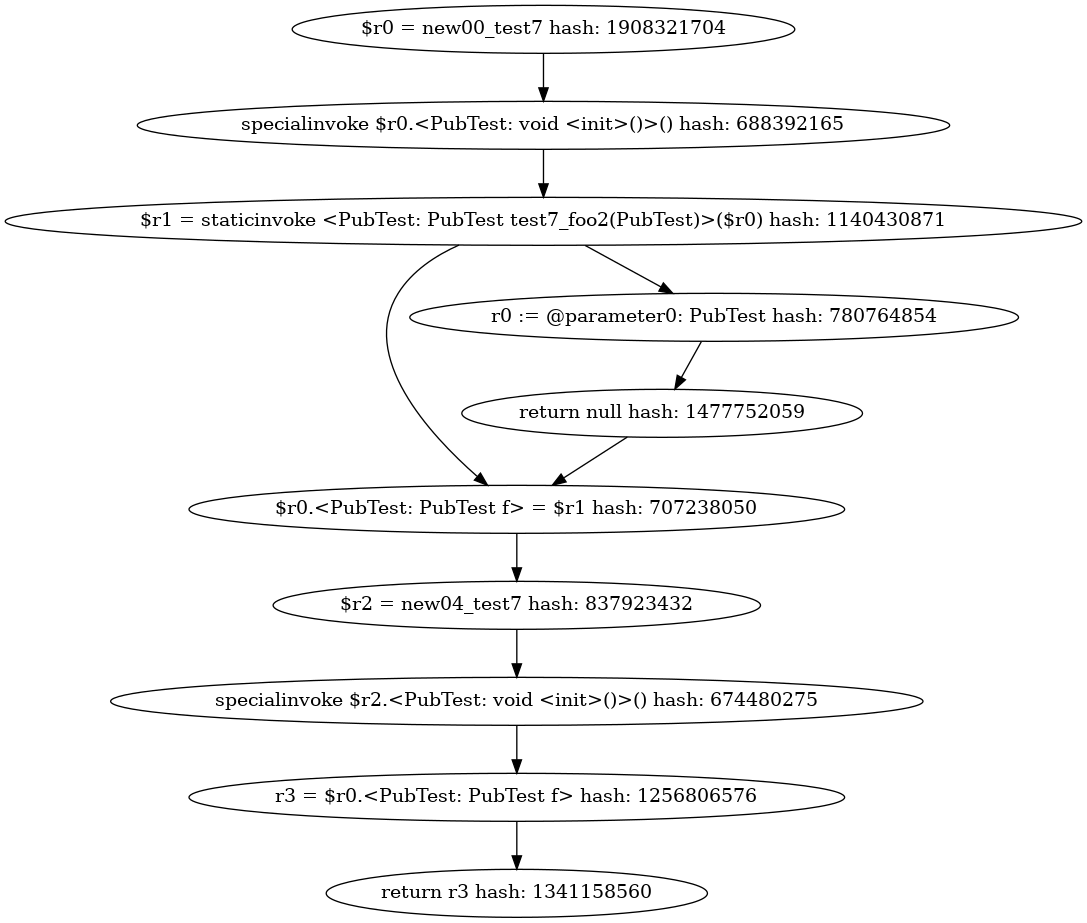 $r0 = new00_test7 hash: 1908321704
specialinvoke $r0.<PubTest: void <init>()>() hash: 688392165
$r1 = staticinvoke <PubTest: PubTest test7_foo2(PubTest)>($r0) hash: 1140430871
r0 := @parameter0: PubTest hash: 780764854
return null hash: 1477752059
$r0.<PubTest: PubTest f> = $r1 hash: 707238050
$r2 = new04_test7 hash: 837923432
specialinvoke $r2.<PubTest: void <init>()>() hash: 674480275
r3 = $r0.<PubTest: PubTest f> hash: 1256806576
return r3 hash: 1341158560